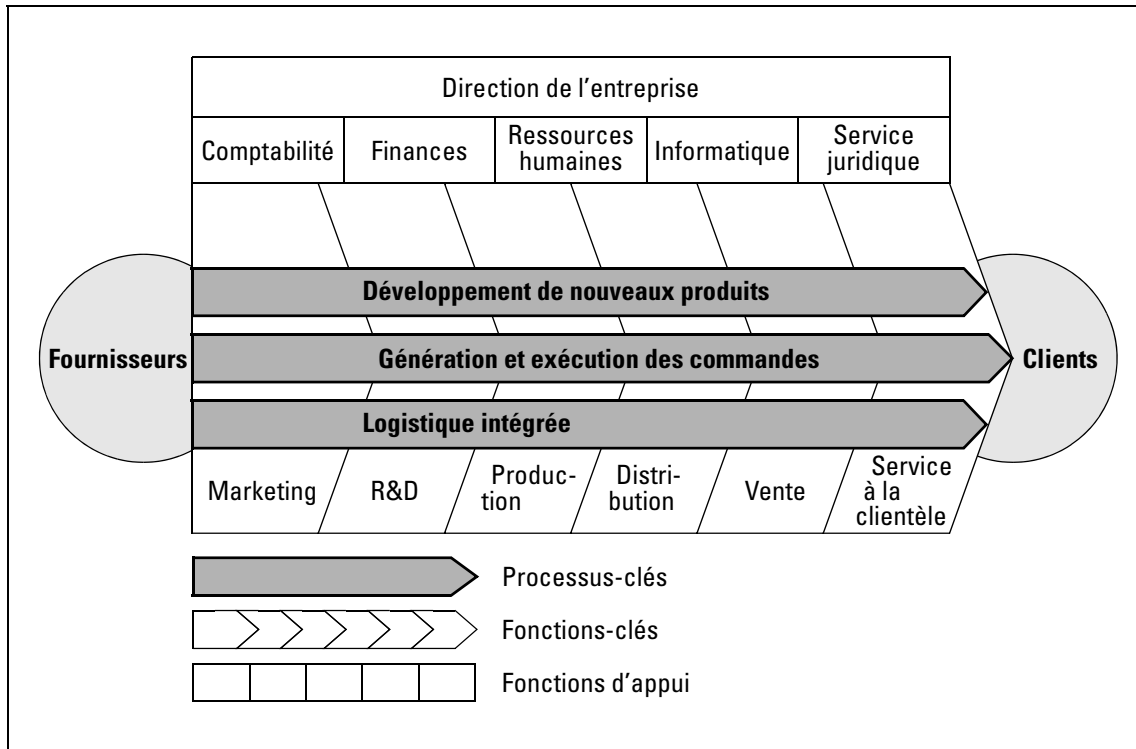 Direction de l'entreprise
Comptabilité
Finances
Ressources
humaines
Informatique
Service
juridique
Développement de nouveaux produits
Fournisseurs
Génération et exécution des commandes
Clients
Logistique intégrée
Marketing
R&D
Produc-
tion
Distri-
bution
Vente
Service
à la
clientèle
Processus-clés
Fonctions-clés
Fonctions d'appui